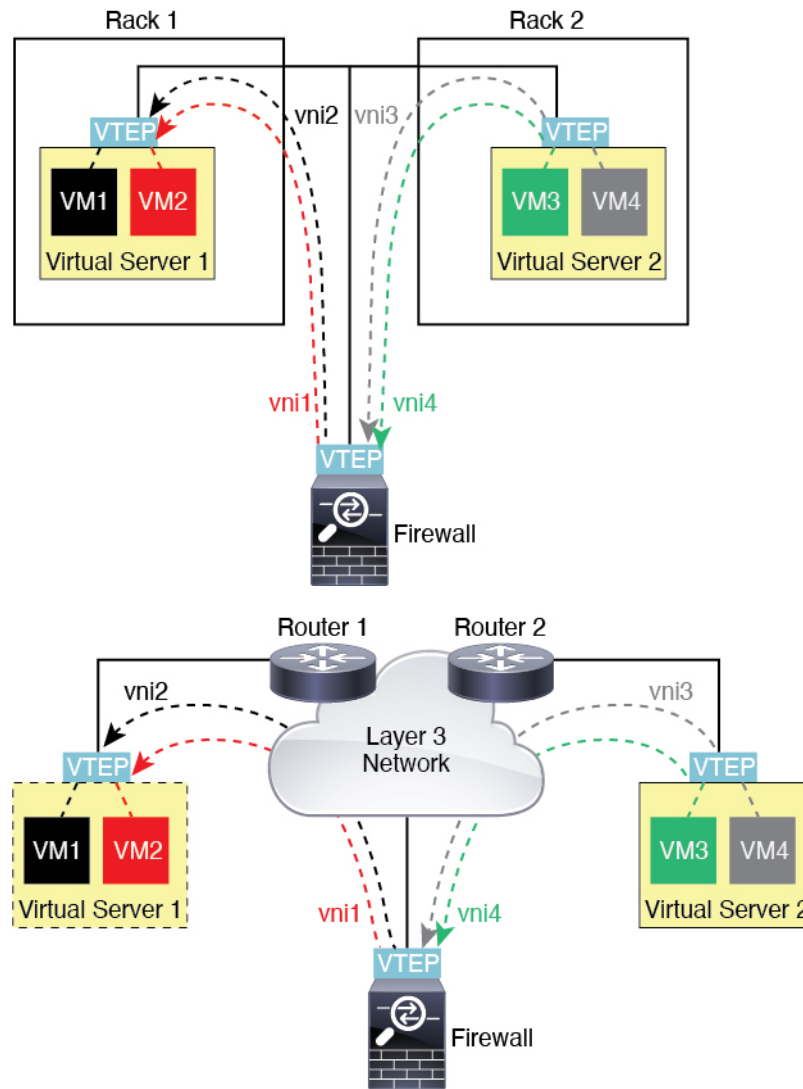 Rack 1
Rack 2
vni2
vni3
VTEP
VTEP
VM1
VM2
VM3
VM4
Virtual Server 1
Virtual Server 2
vni1
vni4
VTEP
Firewall
Router 1
Router 2
vni2
vni3
Layer 3
Network
VTEP
VTEP
VM1
VM2
VM3
VM4
Virtual Server 1
Virtual Server 2
vni1
vni4
VTEP
Firewall